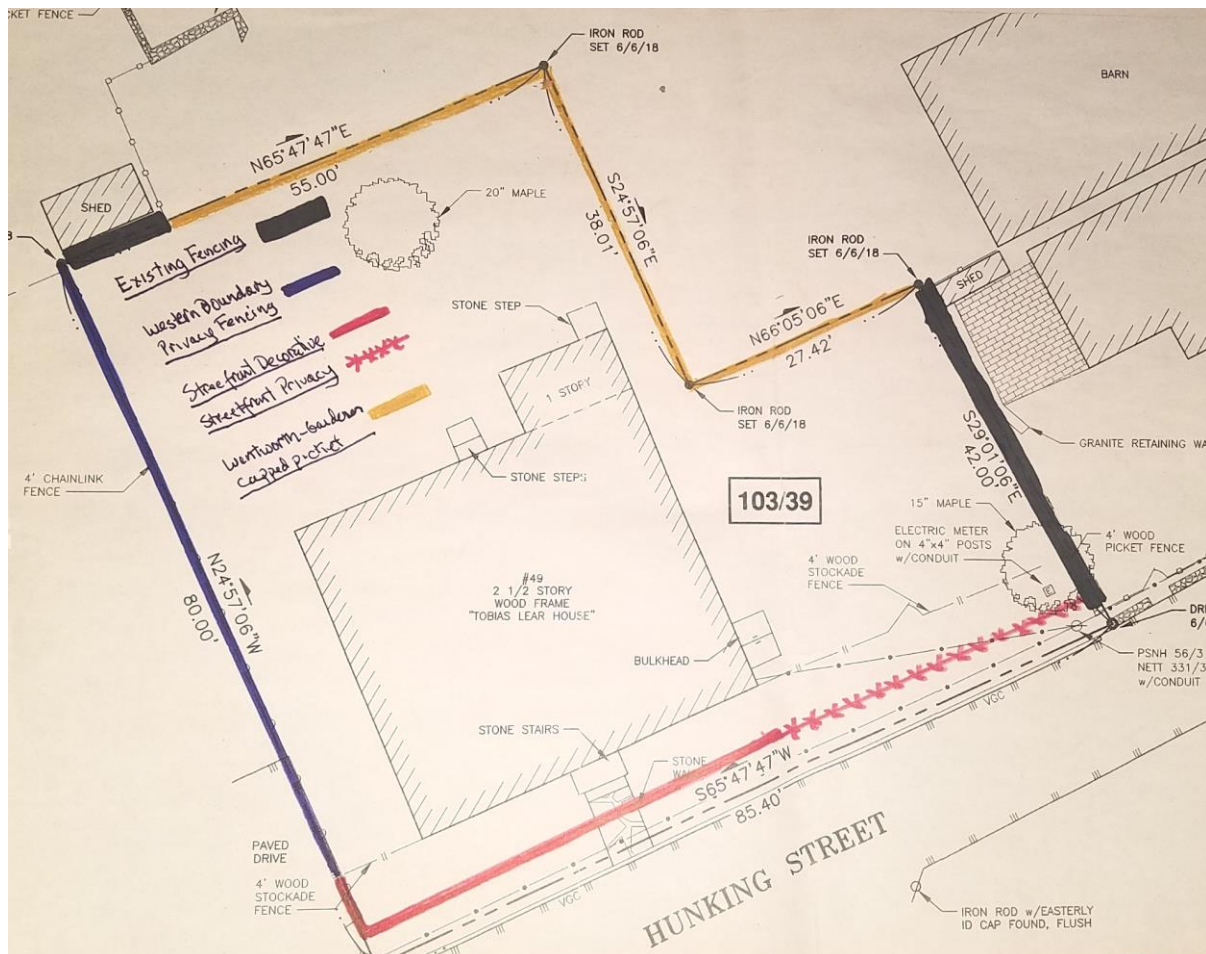 CKET FENCE
IRON ROD
SET 6/6/18
BARN
N65°47'47"E
55.00'
SHED
20" MAPLE
S24°57'06"E
38.01'
IRON ROD
SET 6/6/18
SHED
Existing Fencing
Western Boundary
Privacy Fencing
Streetfront Decorative
Streetfront Privacy
Wentworth-Gardener
capped picket
STONE STEP
1 STORY
N66°05'06"E
27.42'
IRON ROD
SET 6/6/18
S29°01'06"E
42.00'
GRANITE RETAINING WA
4' CHAINLINK
FENCE
STONE STEPS
103/39
15" MAPLE
ELECTRIC METER
ON 4"x4" POSTS
w/CONDUIT
E
4' WOOD
PICKET FENCE
4' WOOD
STOCKADE
FENCE
N24°57'06"W
80.00'
#49
2 1/2 STORY
WOOD FRAME
"TOBIAS LEAR HOUSE"
BULKHEAD
DRI
6/6
PSNH 56/3
NETT 331/3
w/CONDUIT
VGC
STONE STAIRS
STONE
S65°47'47"W
85.40'
PAVED
DRIVE
4' WOOD
STOCKADE
FENCE
VGC
HUNKING STREET
IRON ROD w/EASTERLY
ID CAP FOUND, FLUSH